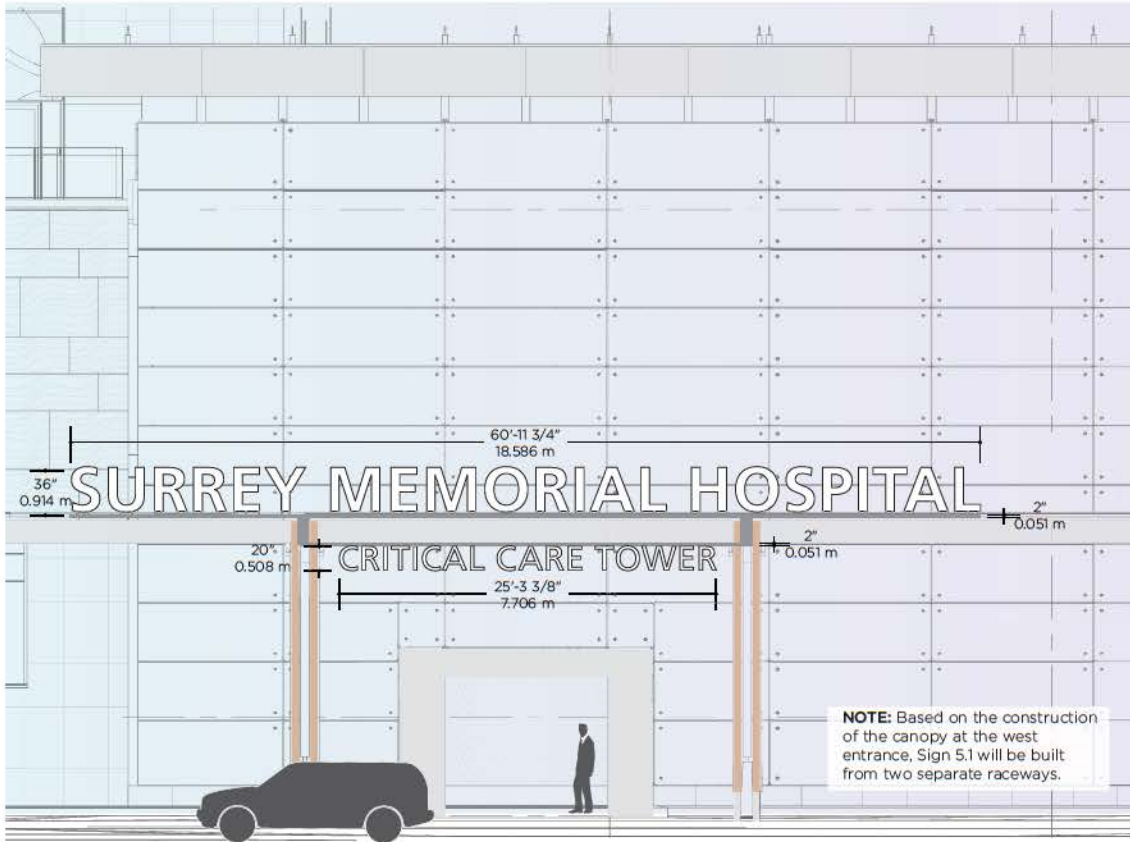 60'-11 3/4"
18.586 m
36"
0.914 m
SURREY MEMORIAL HOSPITAL
2"
0.051 m
20"
0.508 m
CRITICAL CARE TOWER
2"
0.051 m
25'-3 3/8"
7.706 m
NOTE: Based on the construction
of the canopy at the west
entrance, Sign 5.1 will be built
from two separate raceways.